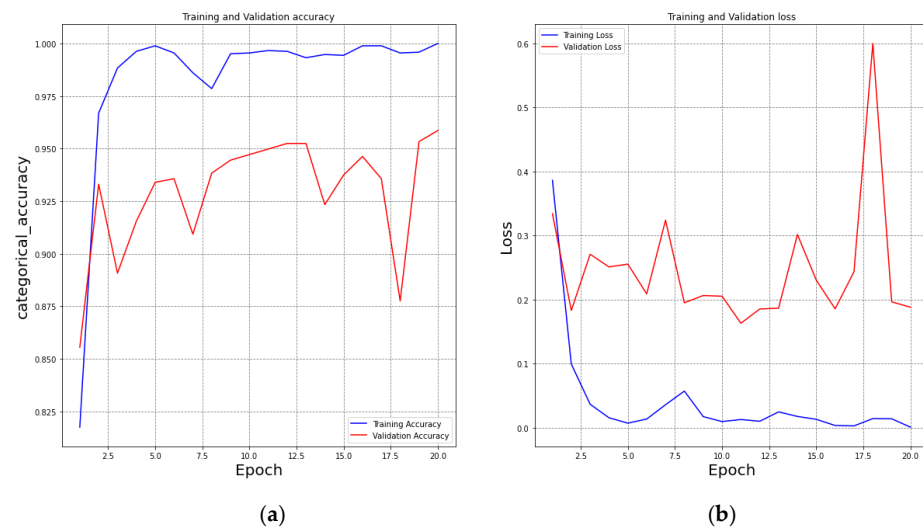 Training and Validation accuracy
1.000
0.975
0.950
0.925
0.900
0.875
0.850
0.825
categorical_accuracy
2.5 5.0 7.5 10.0 12.5 15.0 17.5 20.0
Epoch
Training Accuracy
Validation Accuracy
(a)
Training and Validation loss
Training Loss
Validation Loss
0.6
0.5
0.4
0.3
0.2
0.1
0.0
Loss
2.5 5.0 7.5 10.0 12.5 15.0 17.5 20.0
Epoch
(b)